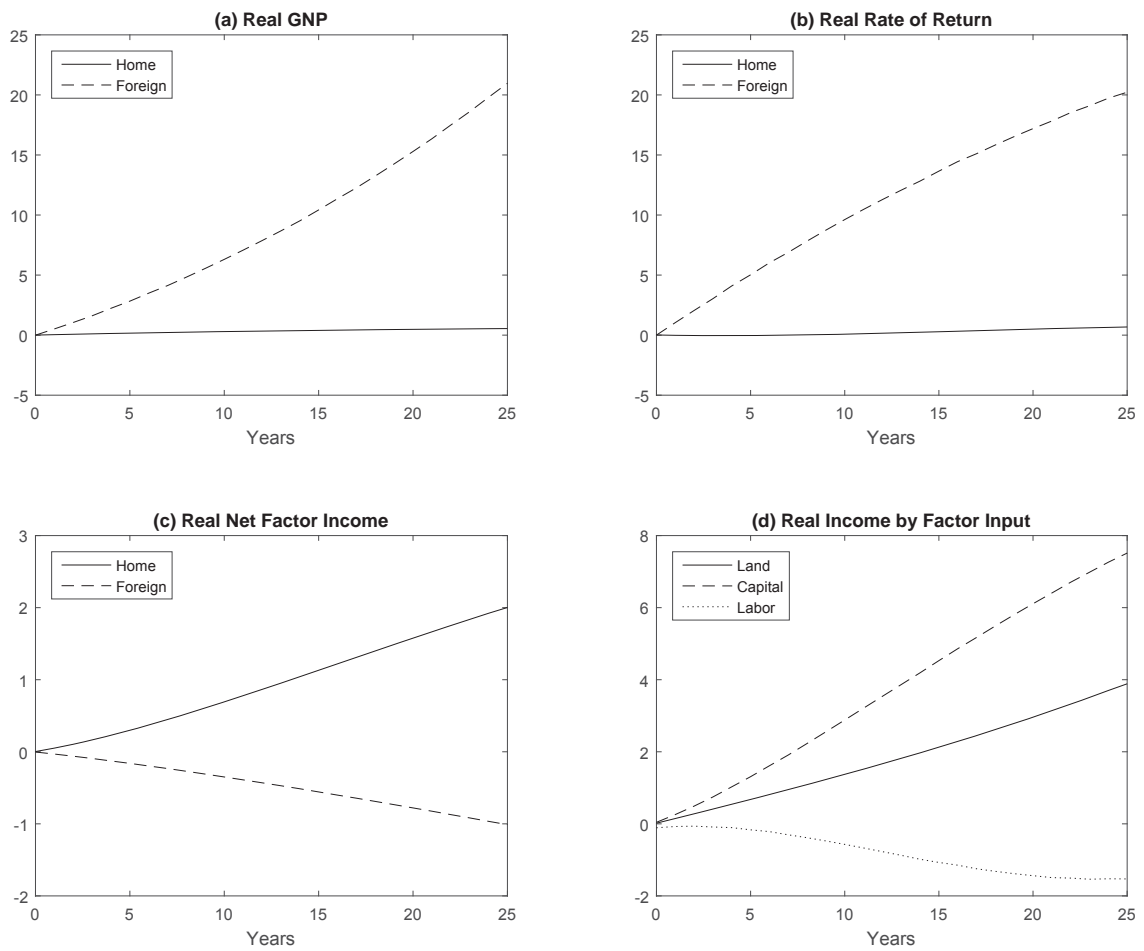 (a) Real GNP
25
20
15
10
5
0
-5
Home
Foreign
0 5 10 15 20 25
Years
(b) Real Rate of Return
25
20
15
10
5
0
-5
Home
Foreign
0 5 10 15 20 25
Years
(c) Real Net Factor Income
3
2
1
0
-1
-2
Home
Foreign
0 5 10 15 20 25
Years
(d) Real Income by Factor Input
8
6
4
2
0
-2
Land
Capital
Labor
0 5 10 15 20 25
Years